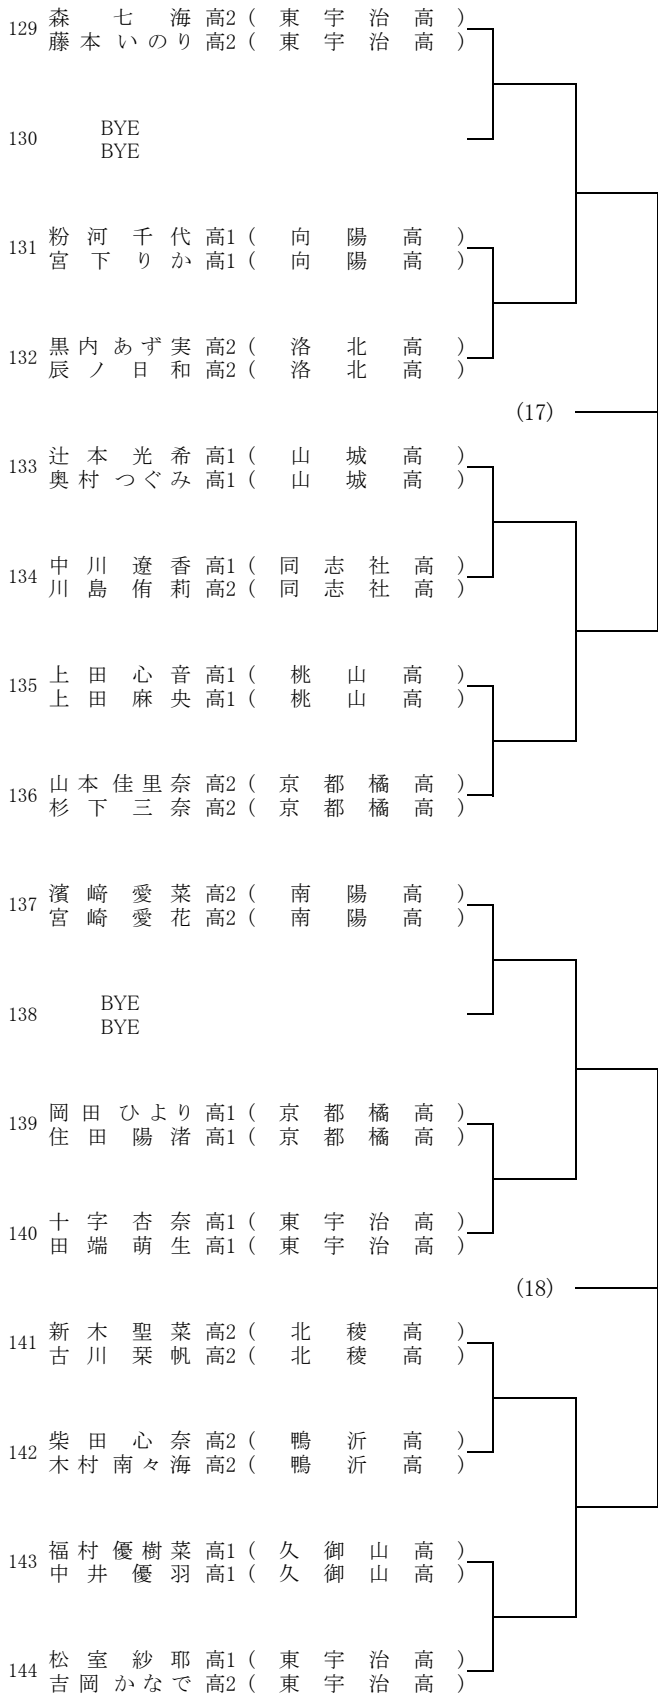 129 森 七 海 高2 ( 東 宇 治 高 )
藤 本 い の り 高2 ( 東 宇 治 高 )
130 BYE
BYE
131 粉 河 千 代 高1 ( 向 陽 高 )
宮 下 り か 高1 ( 向 陽 高 )
132 黒 内 あ ず 実 高2 ( 洛 北 高 )
辰 ノ 日 和 高2 ( 洛 北 高 )
(17)
133 辻 本 光 希 高1 ( 山 城 高 )
奥 村 つ ぐ み 高1 ( 山 城 高 )
134 中 川 遼 香 高1 ( 同 志 社 高 )
川 島 侑 莉 高2 ( 同 志 社 高 )
135 上 田 心 音 高1 ( 桃 山 高 )
上 田 麻 央 高1 ( 桃 山 高 )
136 山 本 佳 里 奈 高2 ( 京 都 橘 高 )
杉 下 三 奈 高2 ( 京 都 橘 高 )
137 濱 﨑 愛 菜 高2 ( 南 陽 高 )
宮 崎 愛 花 高2 ( 南 陽 高 )
138 BYE
BYE
139 岡 田 ひ よ り 高1 ( 京 都 橘 高 )
住 田 陽 渚 高1 ( 京 都 橘 高 )
140 十 字 杏 奈 高1 ( 東 宇 治 高 )
田 端 萌 生 高1 ( 東 宇 治 高 )
(18)
141 新 木 聖 菜 高2 ( 北 稜 高 )
古 川 栞 帆 高2 ( 北 稜 高 )
142 柴 田 心 奈 高2 ( 鴨 沂 高 )
木 村 南 々 海 高2 ( 鴨 沂 高 )
143 福 村 優 樹 菜 高1 ( 久 御 山 高 )
中 井 優 羽 高1 ( 久 御 山 高 )
144 松 室 紗 耶 高1 ( 東 宇 治 高 )
吉 岡 か な で 高2 ( 東 宇 治 高 )